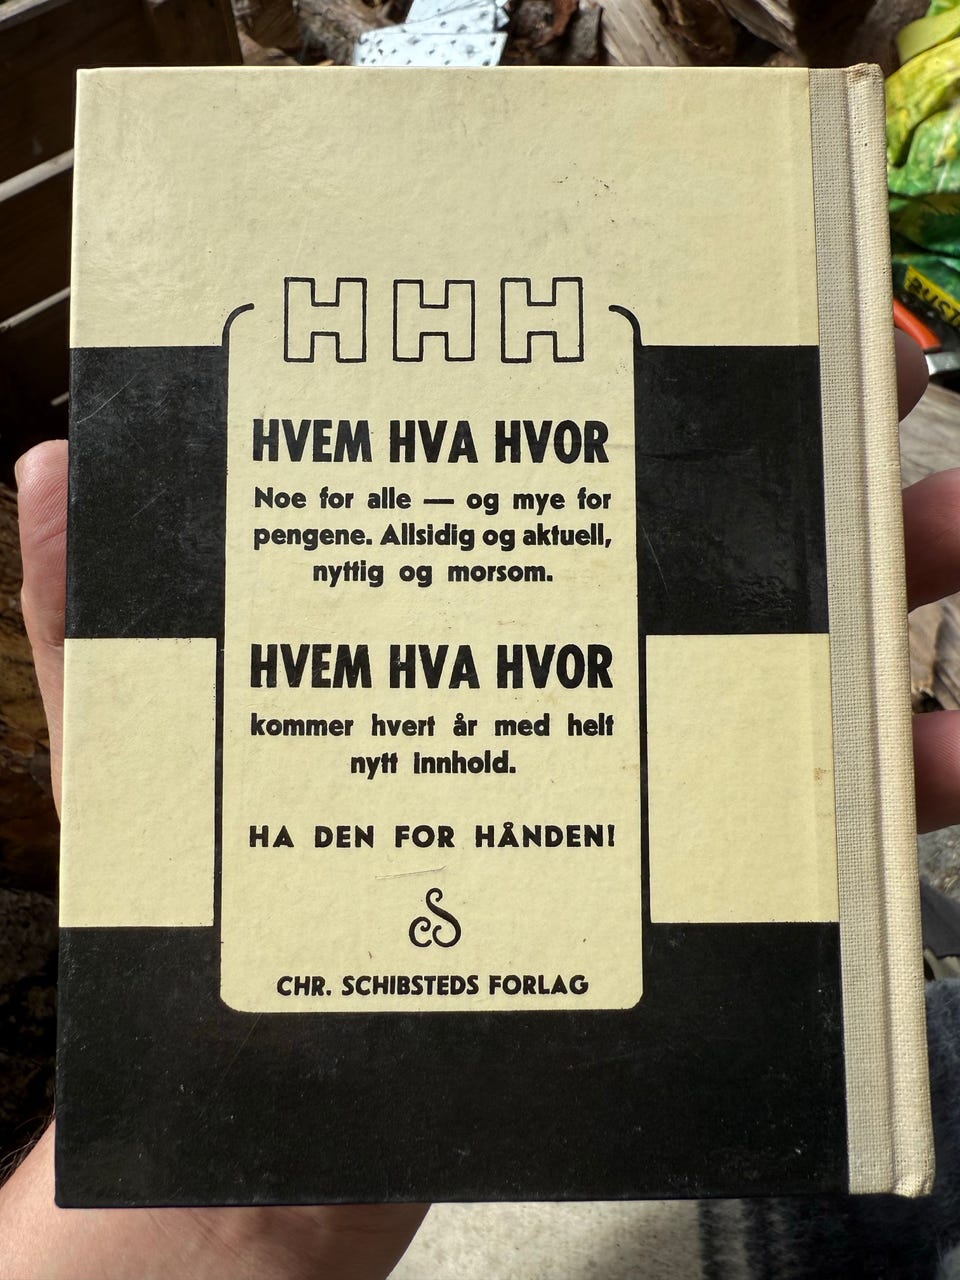 HHH
HVEM HVA HVOR
Noe for alle — og mye for
pengene. Allsidig og aktuell,
nyttig og morsom.
HVEM HVA HVOR
kommer hvert år med helt
nytt innhold.
HA DEN FOR HÅNDEN!
CS
CHR. SCHIBSTEDS FORLAG